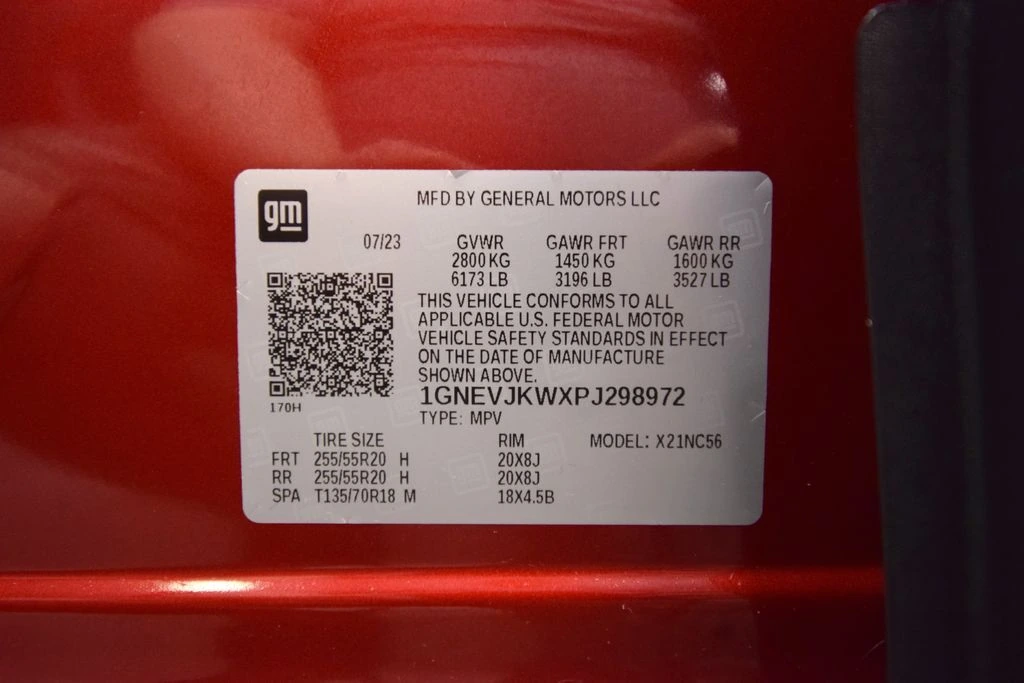 gm
MFD BY GENERAL MOTORS LLC
07/23 GVWR GAWR FRT GAWR RR
2800 KG 1450 KG 1600 KG
6173 LB 3196 LB 3527 LB
THIS VEHICLE CONFORMS TO ALL
APPLICABLE U.S. FEDERAL MOTOR
VEHICLE SAFETY STANDARDS IN EFFECT
ON THE DATE OF MANUFACTURE
SHOWN ABOVE.
1GNEVJKWXPJ298972
170H
TYPE: MPV
TIRE SIZE RIM MODEL: X21NC56
FRT 255/55R20 H 20X8J
RR 255/55R20 H 20X8J
SPA T135/70R18 M 18X4.5B